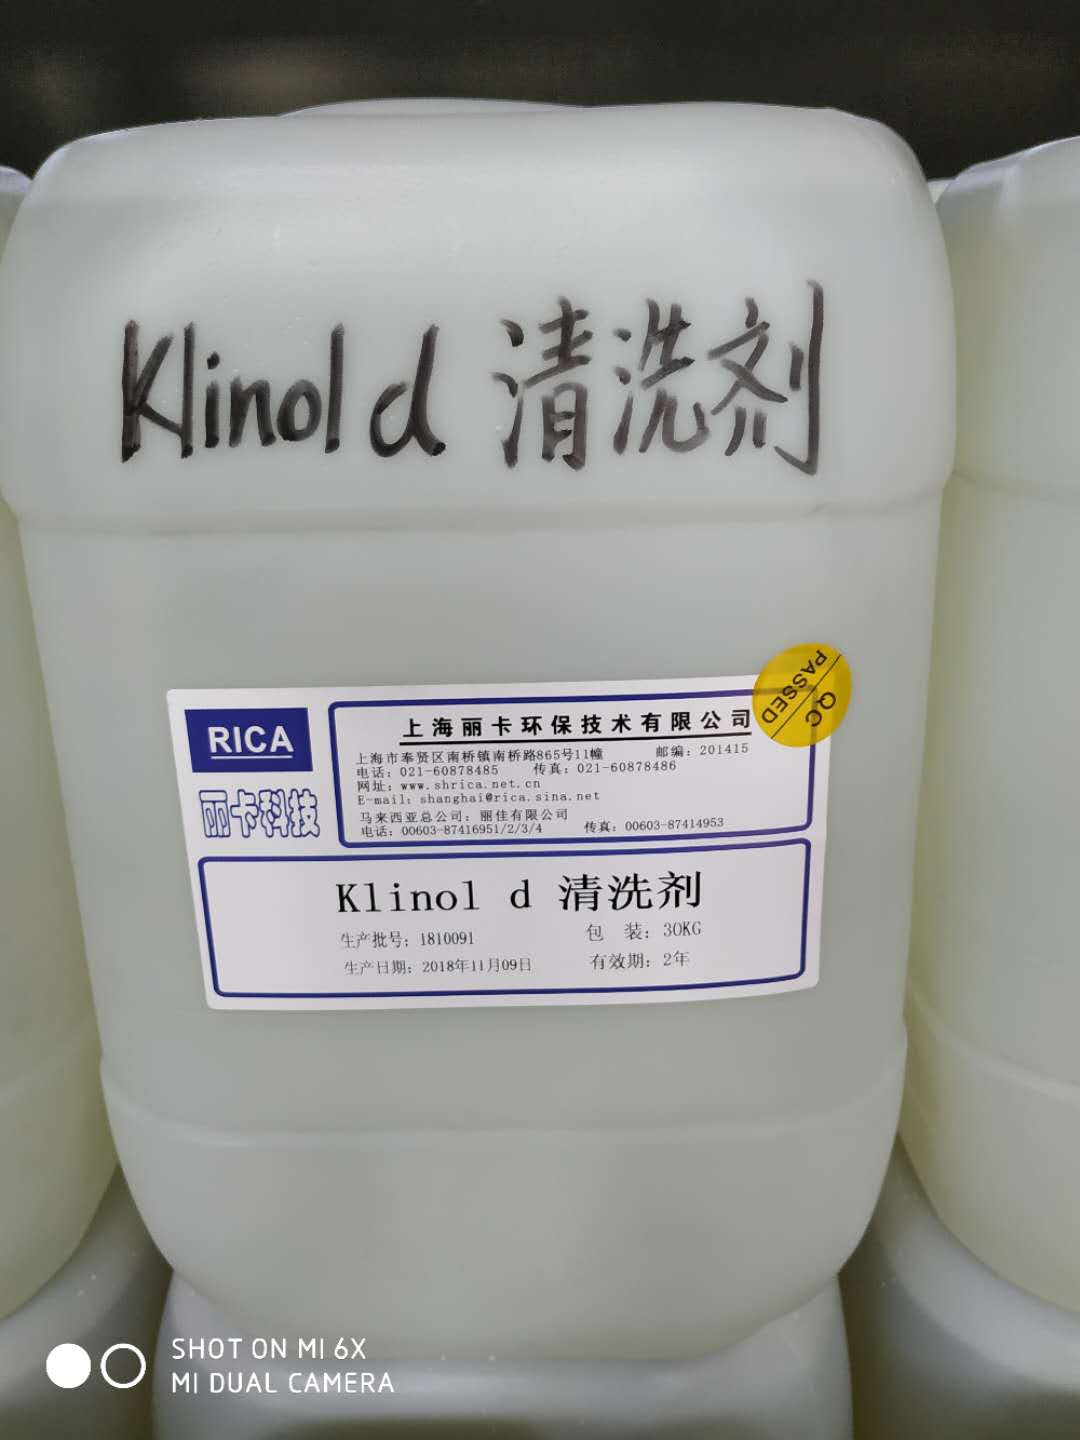 Klinol d 清洗剂
PASSED
QC
RICA
丽卡科技
上海丽卡环保技术有限公司
上海市奉贤区南桥镇南桥路865号11幢 邮编：201415
电话：021-60878485 传真：021-60878486
网址：www.shrica.net.cn
E-mail：shanghai@rica.sina.net
马来西亚总公司：丽佳有限公司
电话：00603-87416951/2/3/4 传真：00603-87414953
Klinol d 清洗剂
生产批号：1810091 包 装：30KG
生产日期：2018年11月09日 有效期：2年
SHOT ON MI 6X
MI DUAL CAMERA